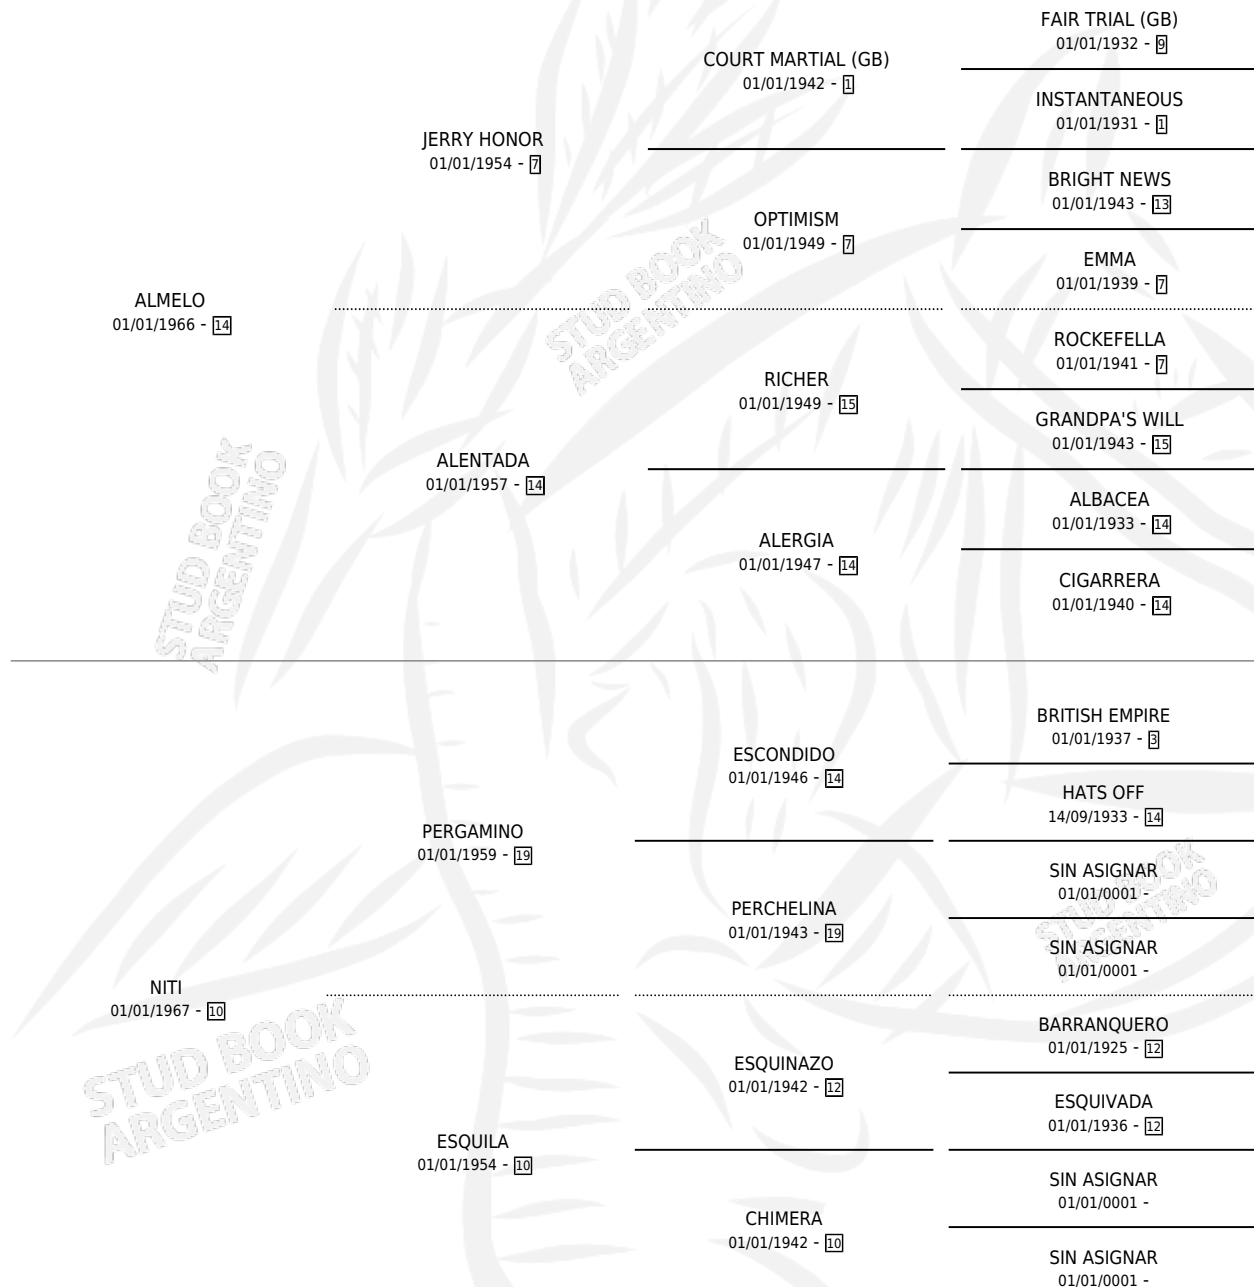 FAIR TRIAL (GB)
01/01/1932 - 9
COURT MARTIAL (GB)
01/01/1942 - 1
INSTANTANEOUS
01/01/1931 - 1
JERRY HONOR
01/01/1954 - 7
BRIGHT NEWS
01/01/1943 - 13
OPTIMISM
01/01/1949 - 7
EMMA
01/01/1939 - 7
ALMELO
01/01/1966 - 14
ROCKEFELLA
01/01/1941 - 7
RICHER
01/01/1949 - 15
GRANDPA'S WILL
01/01/1943 - 15
ALENTADA
01/01/1957 - 14
ALBACEA
01/01/1933 - 14
ALERGIA
01/01/1947 - 14
CIGARRERA
01/01/1940 - 14
BRITISH EMPIRE
01/01/1937 - 3
ESCONDIDO
01/01/1946 - 14
HATS OFF
14/09/1933 - 14
PERGAMINO
01/01/1959 - 19
SIN ASIGNAR
01/01/0001 -
PERCHELINA
01/01/1943 - 19
SIN ASIGNAR
01/01/0001 -
NITI
01/01/1967 - 10
BARRANQUERO
01/01/1925 - 12
ESQUINAZO
01/01/1942 - 12
ESQUIVADA
01/01/1936 - 12
ESQUILA
01/01/1954 - 10
SIN ASIGNAR
01/01/0001 -
CHIMERA
01/01/1942 - 10
SIN ASIGNAR
01/01/0001 -
STUD BOOK
ARGENTINO
STUD BOOK
ARGENTINO
STUD BOOK
ARGENTINO
STUD BOOK
ARGENTINO